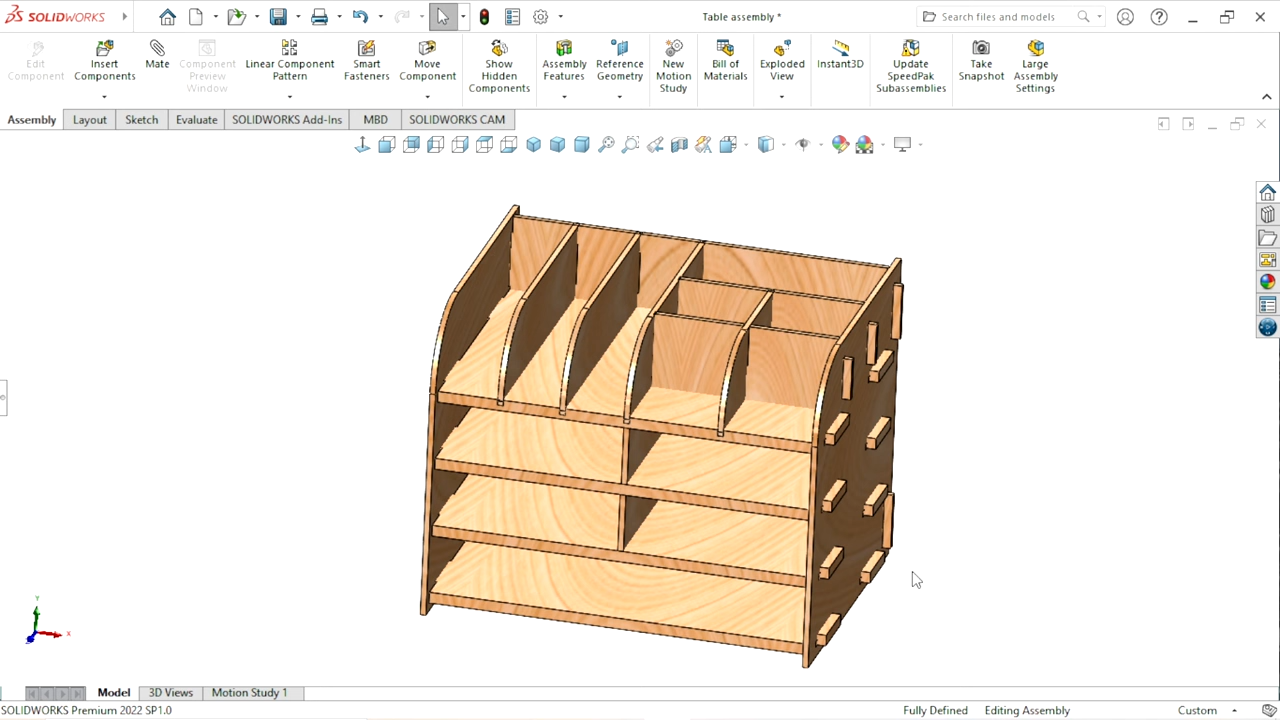 SOLIDWORKS
Table assembly *
Search files and models
Edit
Component
Insert
Components
Mate
Component
Preview
Window
Linear Component
Pattern
Smart
Fasteners
Move
Component
Show
Hidden
Components
Assembly
Features
Reference
Geometry
New
Motion
Study
Bill of
Materials
Exploded
View
Instant3D
Update
SpeedPak
Subassemblies
Take
Snapshot
Large
Assembly
Settings
Assembly Layout Sketch Evaluate SOLIDWORKS Add-Ins MBD SOLIDWORKS CAM
Y
X
Z
Model 3D Views Motion Study 1
SOLIDWORKS Premium 2022 SP1.0 Fully Defined Editing Assembly Custom